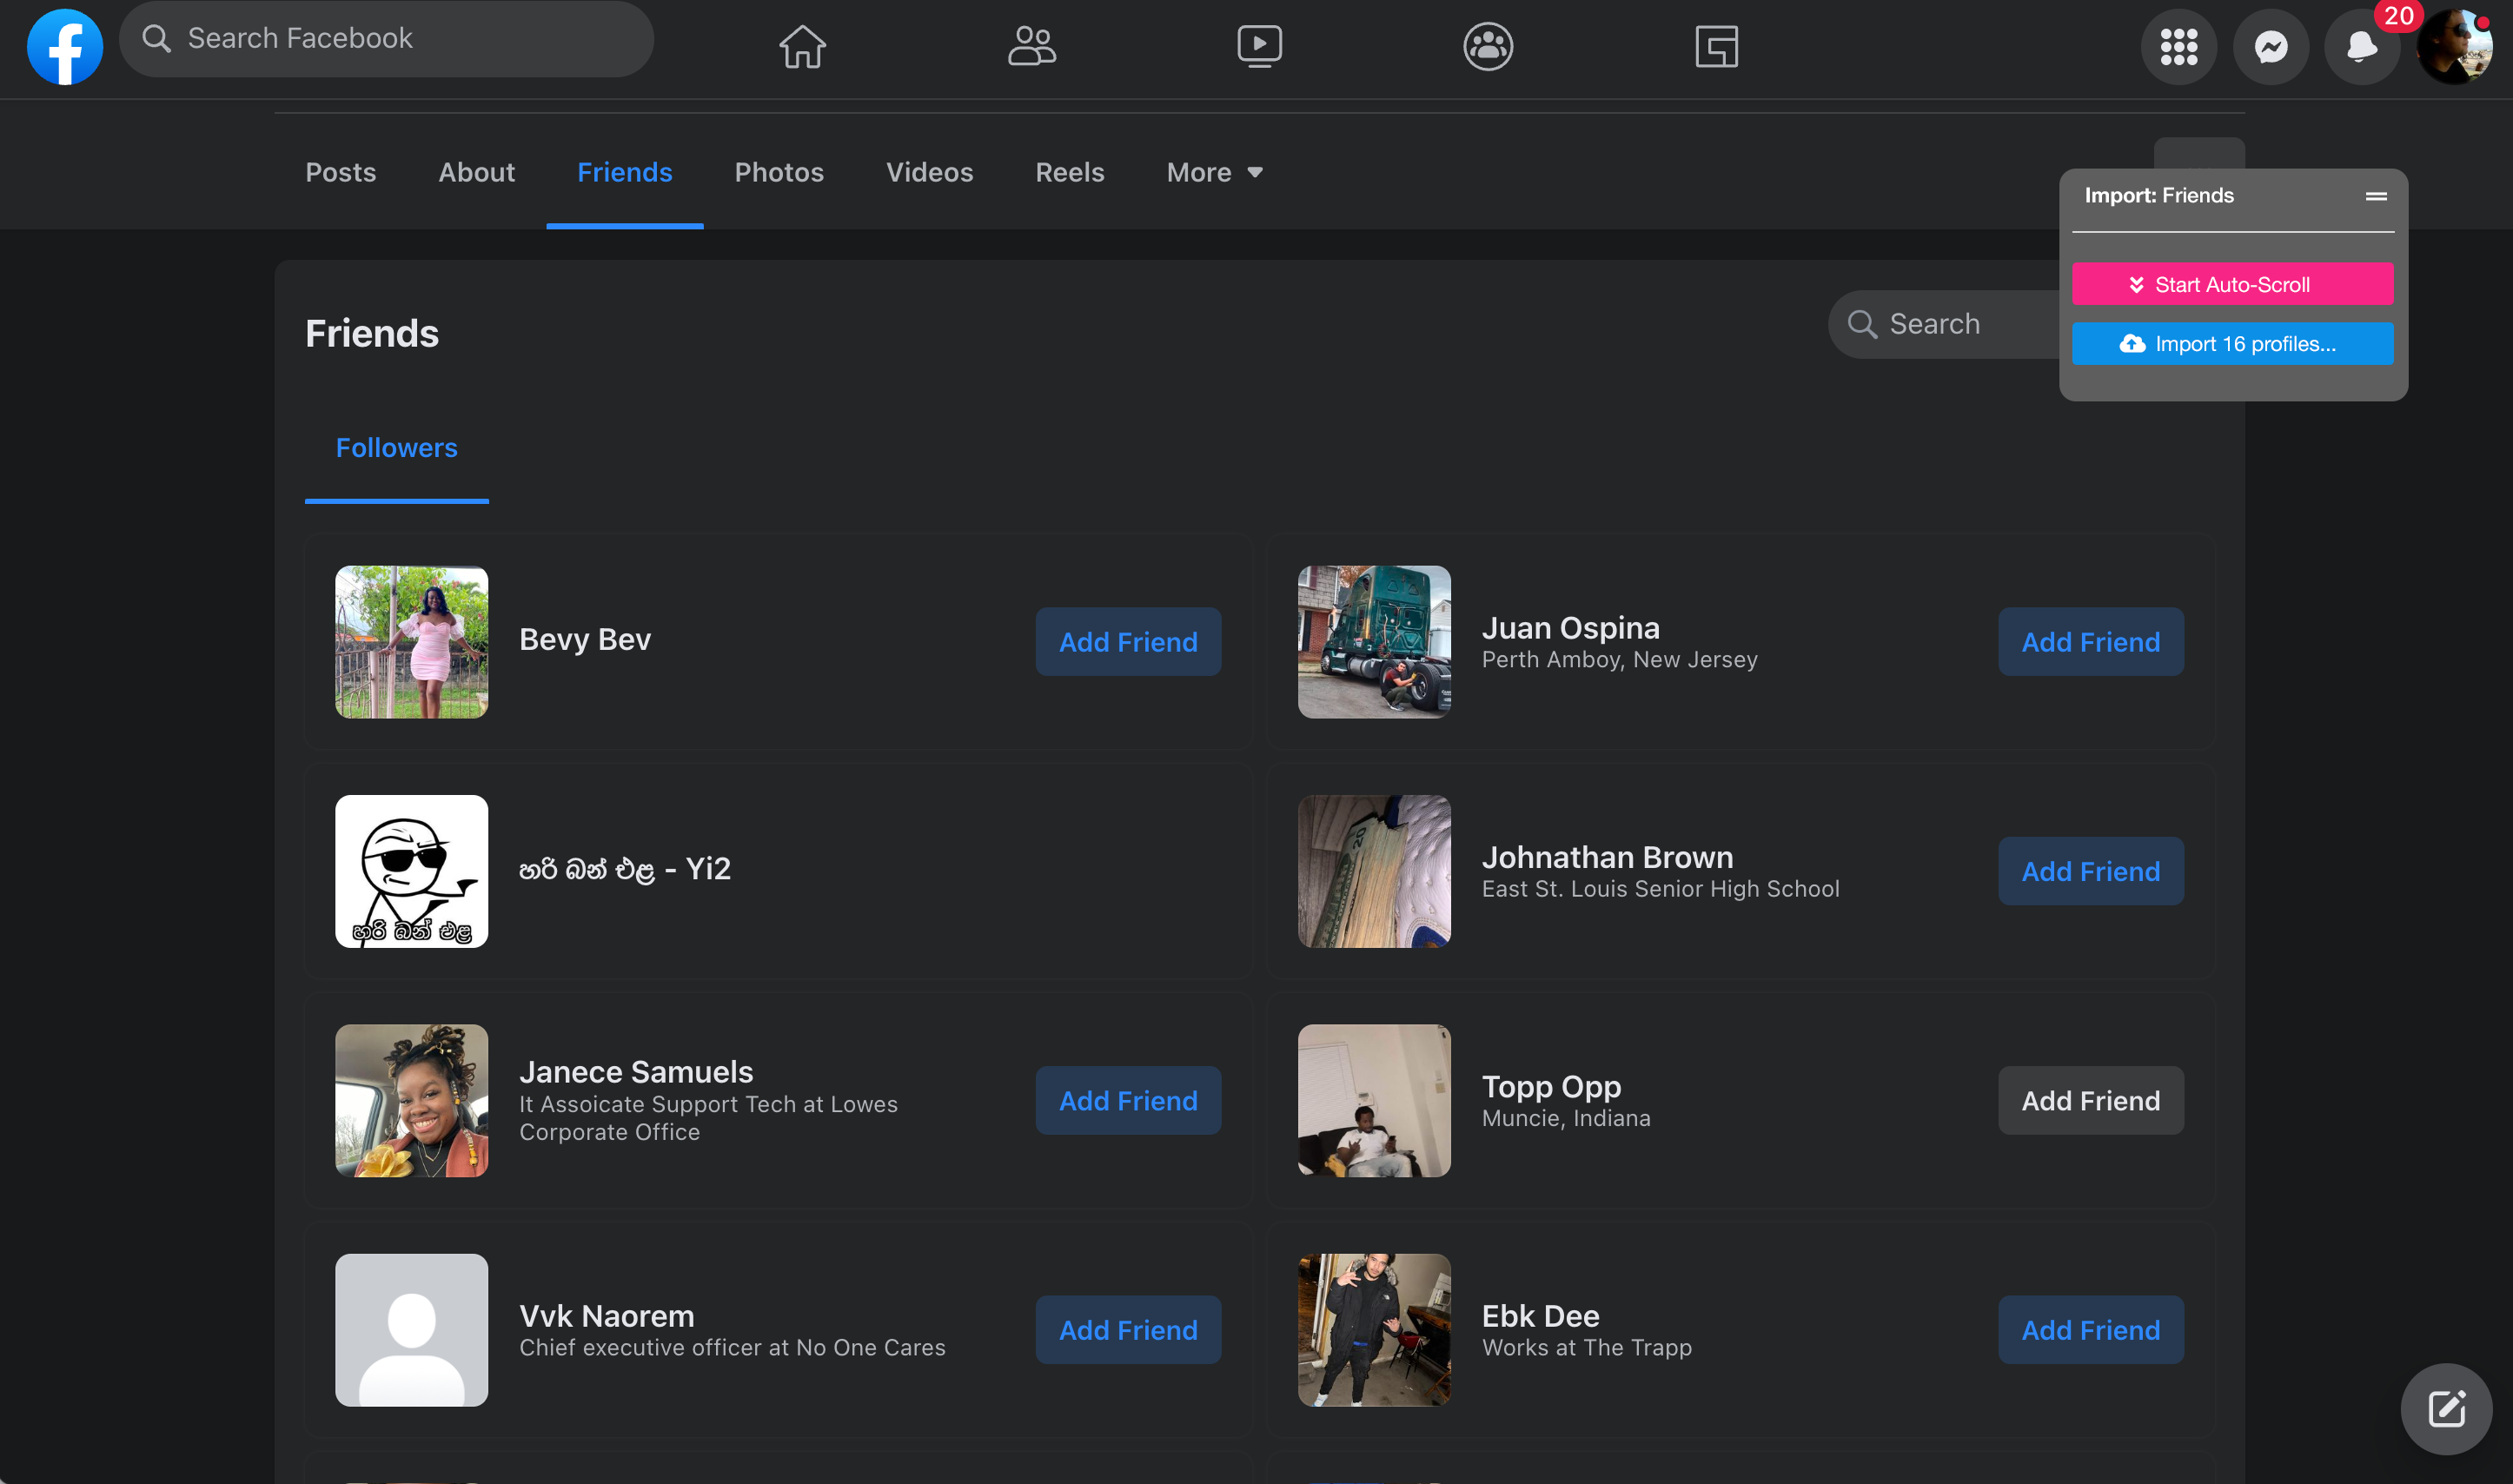 Search Facebook
20
Posts About Friends Photos Videos Reels More
Import: Friends
Start Auto-Scroll
Import 16 profiles...
Friends
Search
Followers
Bevy Bev
Add Friend
Juan Ospina
Perth Amboy, New Jersey
Add Friend
හරි බන් එළ
හරි බන් එළ - Yi2
20
Johnathan Brown
East St. Louis Senior High School
Add Friend
Janece Samuels
It Assoicate Support Tech at Lowes
Corporate Office
Add Friend
Topp Opp
Muncie, Indiana
Add Friend
Vvk Naorem
Chief executive officer at No One Cares
Add Friend
Ebk Dee
Works at The Trapp
Add Friend